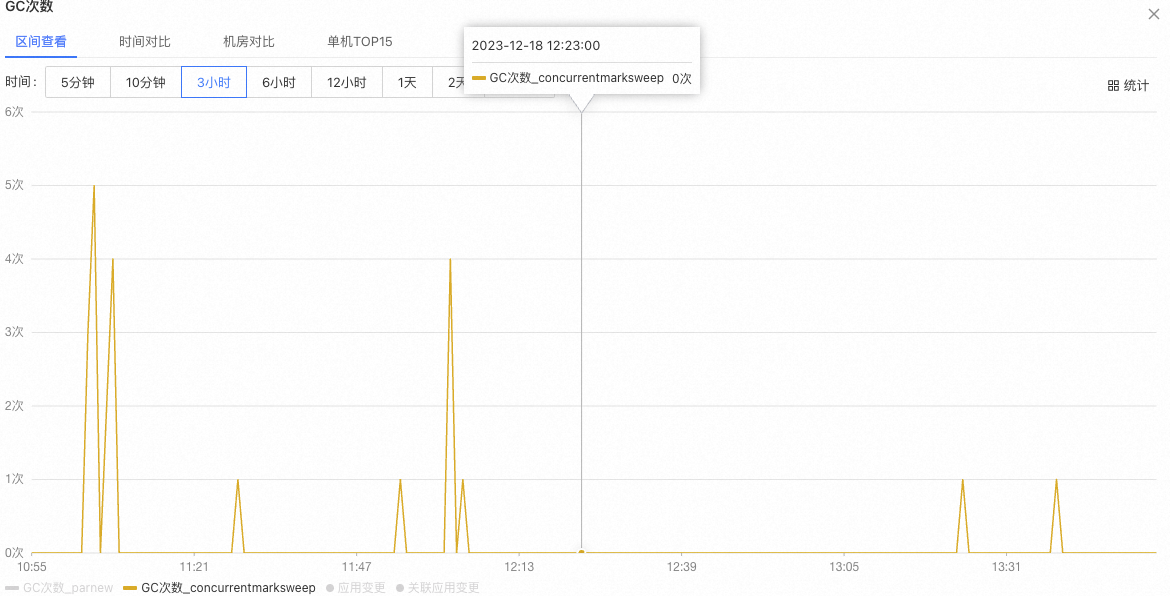 GC次数
区间查看 时间对比 机房对比 单机TOP15
2023-12-18 12:23:00
GC次数_concurrentmarksweep 0次
时间: 5分钟 10分钟 3小时 6小时 12小时 1天 2天
统计
6次
5次
4次
3次
2次
1次
0次
10:55 11:21 11:47 12:13 12:39 13:05 13:31
GC次数_parnew GC次数_concurrentmarksweep 应用变更 关联应用变更